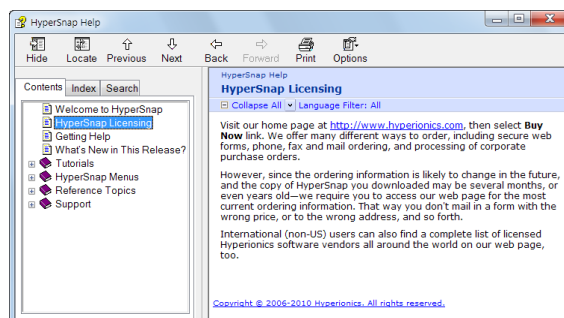 HyperSnap Help
Hide Locate Previous Next Back Forward Print Options
Contents Index Search
Welcome to HyperSnap
HyperSnap Licensing
Getting Help
What's New in This Release?
Tutorials
HyperSnap Menus
Reference Topics
Support
HyperSnap Help
HyperSnap Licensing
Collapse All Language Filter: All
Visit our home page at http://www.hyperionics.com, then select Buy
Now link. We offer many different ways to order, including secure web
forms, phone, fax and mail ordering, and processing of corporate
purchase orders.
However, since the ordering information is likely to change in the future,
and the copy of HyperSnap you downloaded may be several months, or
even years old—we require you to access our web page for the most
current ordering information. That way you don't mail in a form with the
wrong price, or to the wrong address, and so forth.
International (non-US) users can also find a complete list of licensed
Hyperionics software vendors all around the world on our web page,
too.
Copyright © 2006-2010 Hyperionics. All rights reserved.